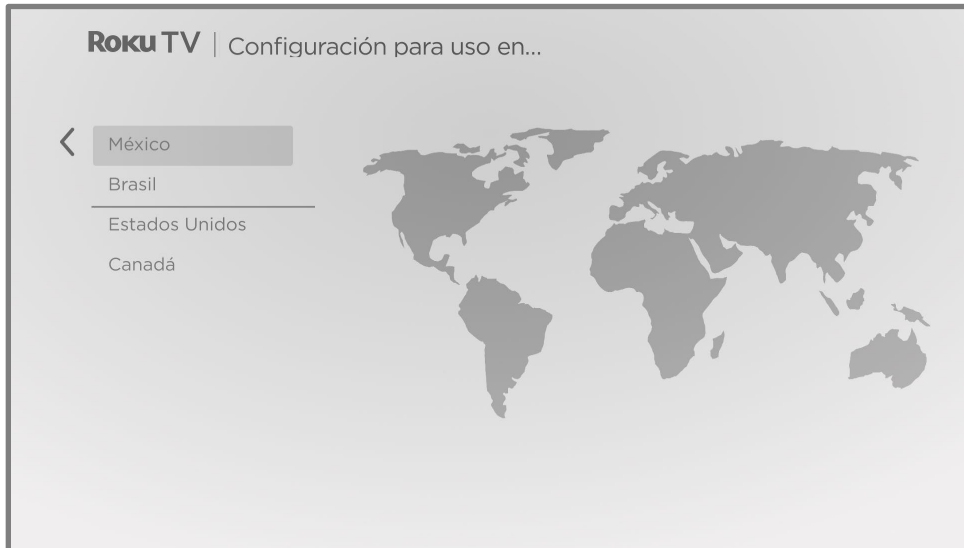 Roku TV | Configuración para uso en...
México
Brasil
Estados Unidos
Canadá